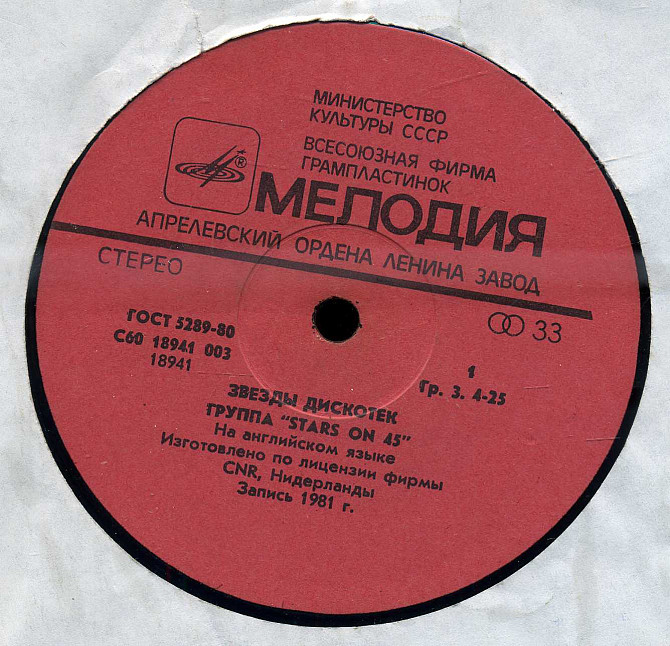 МИНИСТЕРСТВО
КУЛЬТУРЫ СССР
ВСЕСОЮЗНАЯ ФИРМА
ГРАМПЛАСТИНОК
®
МЕЛОДИЯ
АПРЕЛЕВСКИЙ ОРДЕНА ЛЕНИНА ЗАВОД
СТЕРЕО
33
ГОСТ 5289-80
С60 18941 003
18941
1
Гр. 3. 4-25
ЗВЕЗДЫ ДИСКОТЕК
ГРУППА "STARS ON 45"
На английском языке
Изготовлено по лицензии фирмы
CNR, Нидерланды
Запись 1981 г.